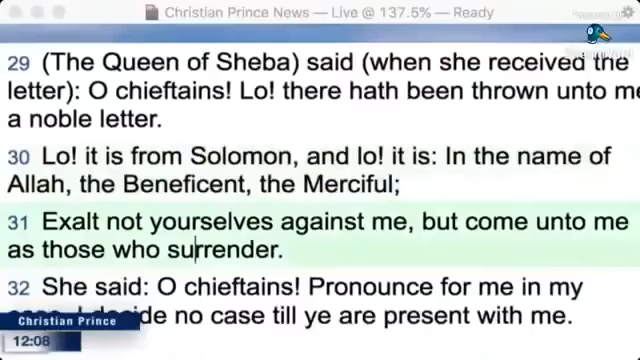 Christian Prince News — Live @ 137.5% — Ready
29 (The Queen of Sheba) said (when she received the
letter): O chieftains! Lo! there hath been thrown unto me
a noble letter.
30 Lo! it is from Solomon, and lo! it is: In the name of
Allah, the Beneficent, the Merciful;
31 Exalt not yourselves against me, but come unto me
as those who surrender.
32 She said: O chieftains! Pronounce for me in my
case. I decide no case till ye are present with me.
Christian Prince
12:08